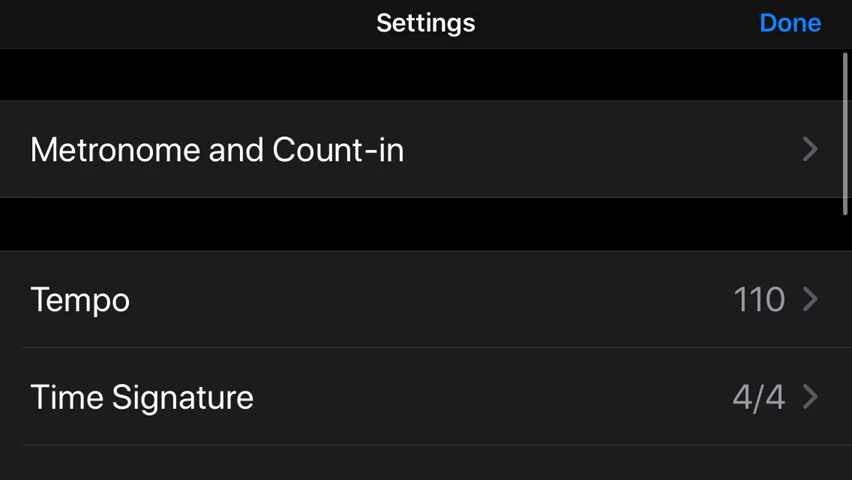 Settings
Done
Metronome and Count-in
Tempo 110
Time Signature 4/4